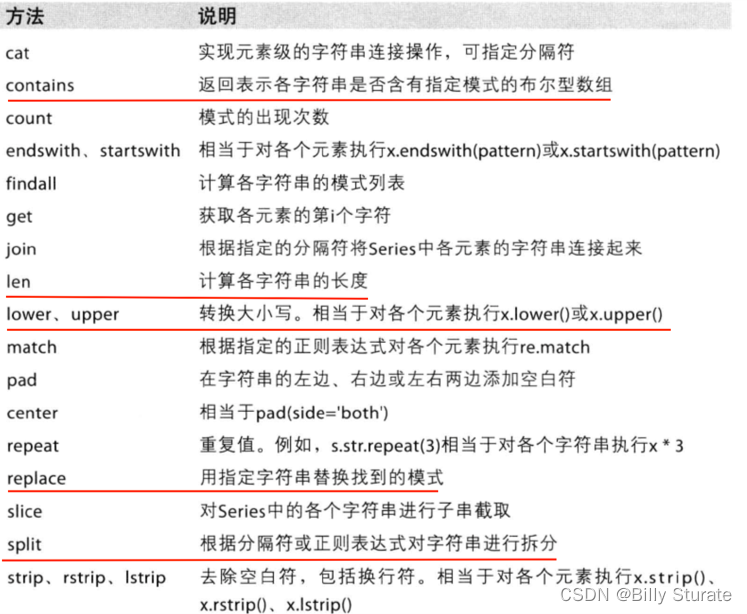 方法 说明
cat 实现元素级的字符串连接操作，可指定分隔符
contains 返回表示各字符串是否含有指定模式的布尔型数组
count 模式的出现次数
endswith、startswith 相当于对各个元素执行x.endswith(pattern)或x.startswith(pattern)
findall 计算各字符串的模式列表
get 获取各元素的第i个字符
join 根据指定的分隔符将Series中各元素的字符串连接起来
len 计算各字符串的长度
lower、upper 转换大小写。相当于对各个元素执行x.lower()或x.upper()
match 根据指定的正则表达式对各个元素执行re.match
pad 在字符串的左边、右边或左右两边添加空白符
center 相当于pad(side='both')
repeat 重复值。例如，s.str.repeat(3)相当于对各个字符串执行x * 3
replace 用指定字符串替换找到的模式
slice 对Series中的各个字符串进行子串截取
split 根据分隔符或正则表达式对字符串进行拆分
strip、rstrip、lstrip 去除空白符，包括换行符。相当于对各个元素执行x.strip()、
x.rstrip()、x.lstrip()
CSDN @Billy Sturate